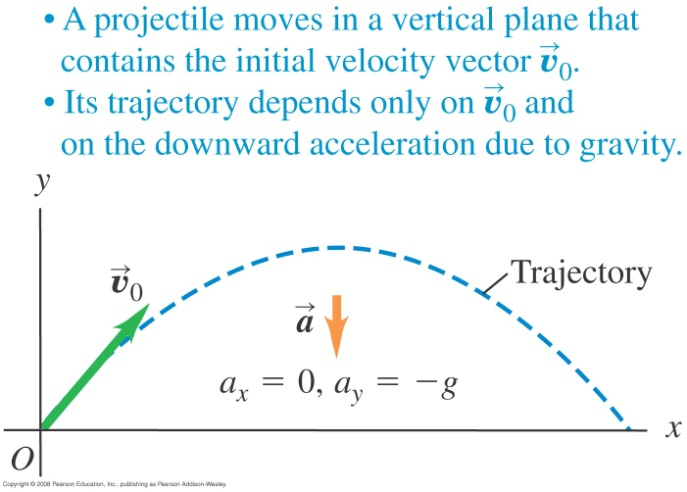 • A projectile moves in a vertical plane that
contains the initial velocity vector v⃗₀.
• Its trajectory depends only on v⃗₀ and
on the downward acceleration due to gravity.
y
v⃗₀
Trajectory
a⃗
aₓ = 0, a_y = −g
x
O
Copyright © 2008 Pearson Education, Inc., publishing as Pearson Addison-Wesley.